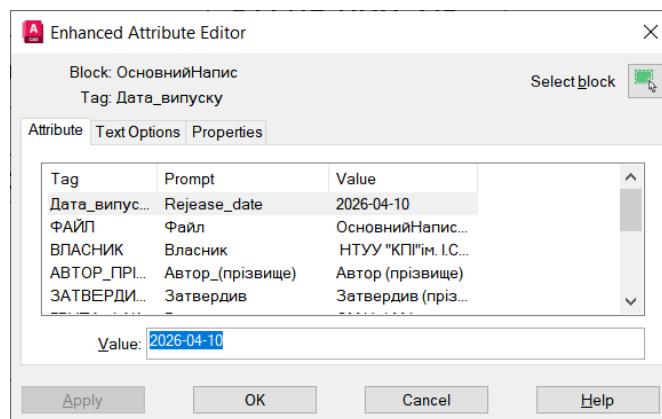 Enhanced Attribute Editor
Block: ОсновнийНапис
Tag: Дата_випуску
Select block
Attribute Text Options Properties
Tag Prompt Value
Дата_випус... Rejease_date 2026-04-10
ФАЙЛ Файл ОсновнийНапис...
ВЛАСНИК Власник НТУУ "КПІ"ім. І.С...
АВТОР_ПРІ... Автор_(прізвище) Автор (прізвище)
ЗАТВЕРДИ... Затвердив Затвердив (пріз...
Value: 2026-04-10
Apply OK Cancel Help